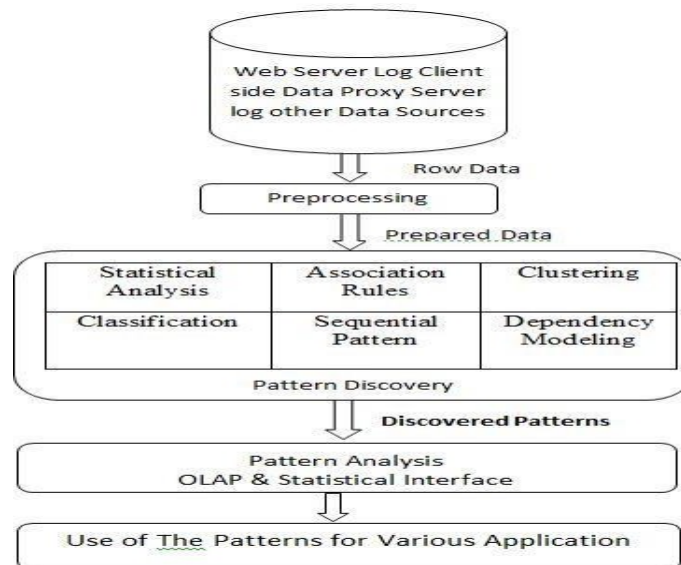 Web Server Log Client
side Data Proxy Server
log other Data Sources
Row Data
Preprocessing
Prepared Data
Statistical
Analysis
Association
Rules
Clustering
Classification
Sequential
Pattern
Dependency
Modeling
Pattern Discovery
Discovered Patterns
Pattern Analysis
OLAP & Statistical Interface
Use of The Patterns for Various Application